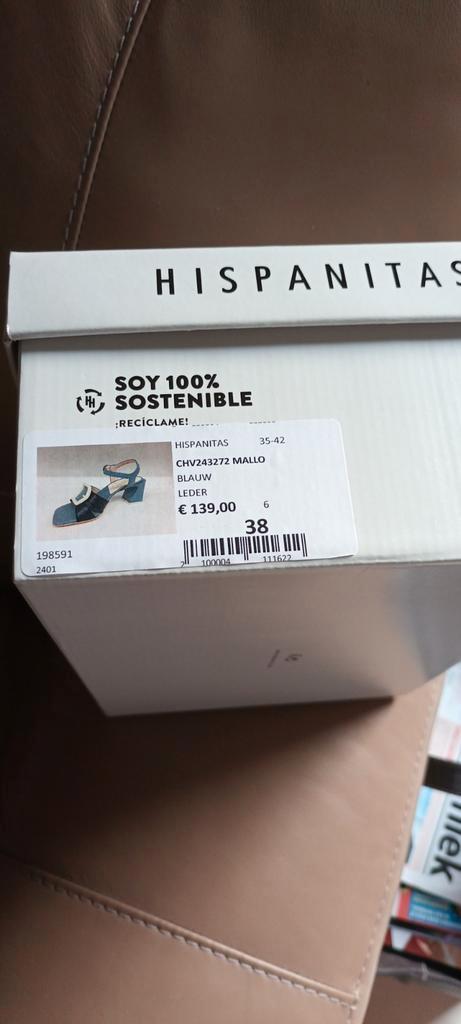 HISPANITAS
SOY 100%
SOSTENIBLE
¡RECÍCLAME!
HISPANITAS 35-42
CHV243272 MALLO
BLAUW
LEDER
€ 139,00 6
38
198591
2401
2 100004 111622
iek